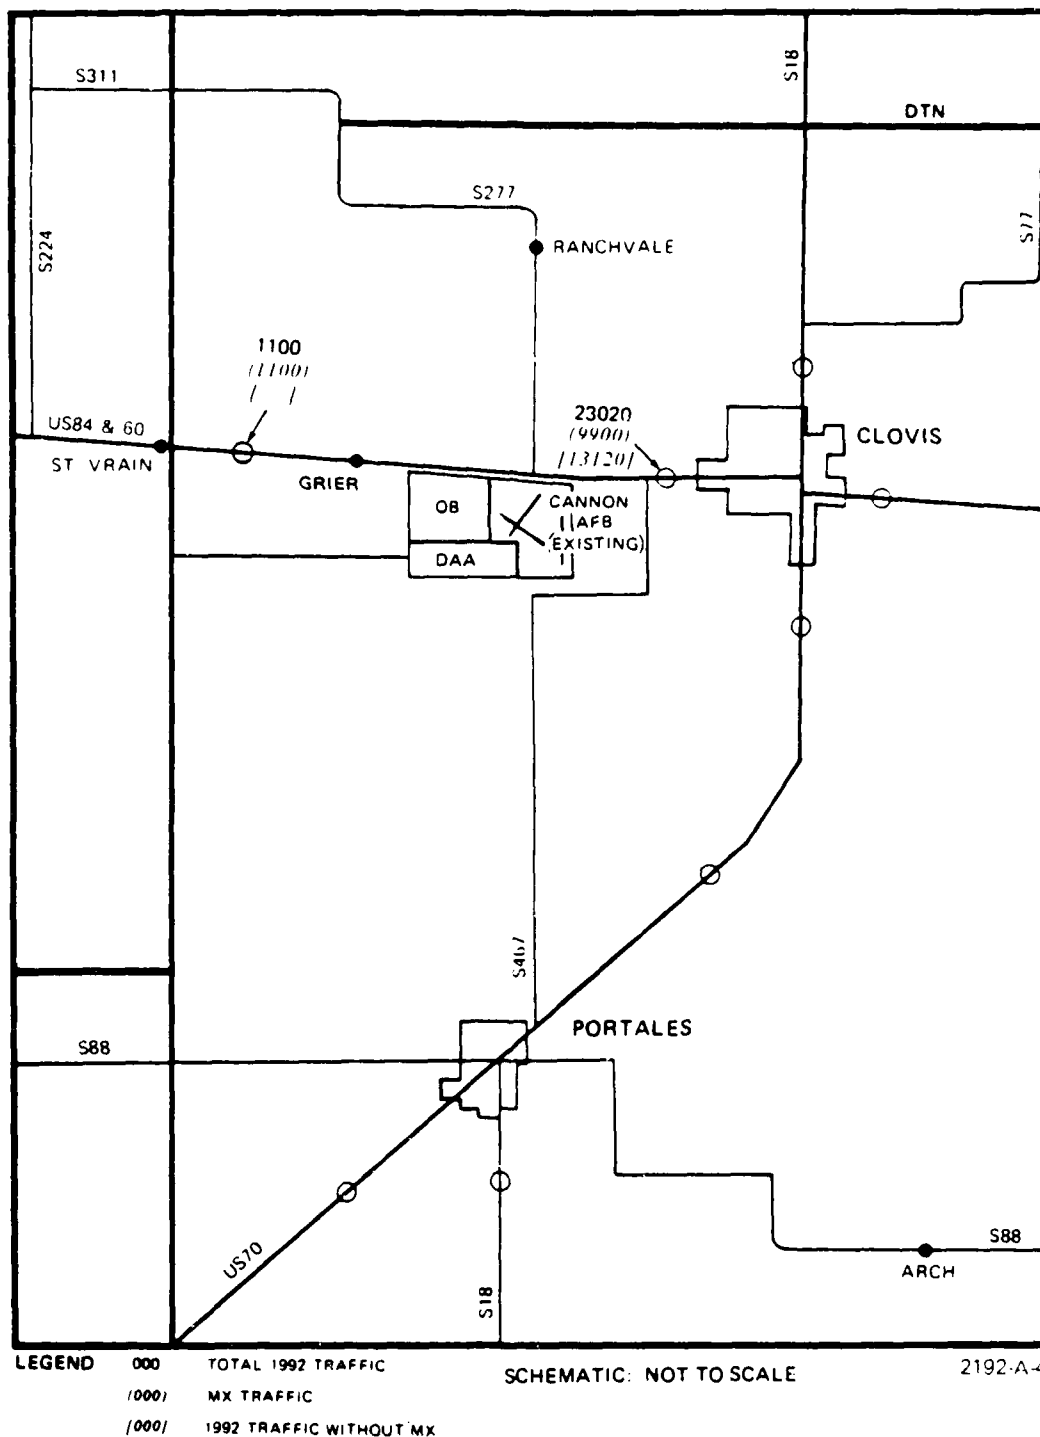 S311
S18
DTN
S277
S77
S224
RANCHVALE
1100
(1100)
[ ]
US84 & 60
ST VRAIN
GRIER
23020
(9900)
[13120]
CLOVIS
OB
CANNON
AFB
(EXISTING)
DAA
S467
PORTALES
S88
US70
S18
S88
ARCH
LEGEND 000 TOTAL 1992 TRAFFIC
(000) MX TRAFFIC
[000] 1992 TRAFFIC WITHOUT MX
SCHEMATIC: NOT TO SCALE
2192-A-4